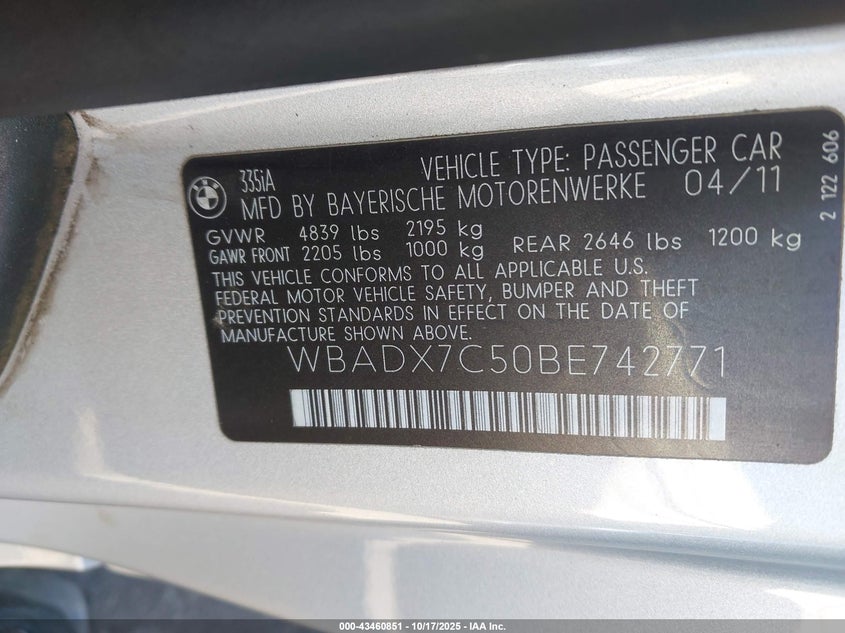 BMW
335iA
VEHICLE TYPE: PASSENGER CAR
MFD BY BAYERISCHE MOTORENWERKE 04/11
GVWR 4839 lbs 2195 kg
GAWR FRONT 2205 lbs 1000 kg REAR 2646 lbs 1200 kg
THIS VEHICLE CONFORMS TO ALL APPLICABLE U.S.
FEDERAL MOTOR VEHICLE SAFETY, BUMPER AND THEFT
PREVENTION STANDARDS IN EFFECT ON THE DATE OF
MANUFACTURE SHOWN ABOVE.
WBADX7C50BE742771
2 122 606
000-43460851 - 10/17/2025 - IAA Inc.